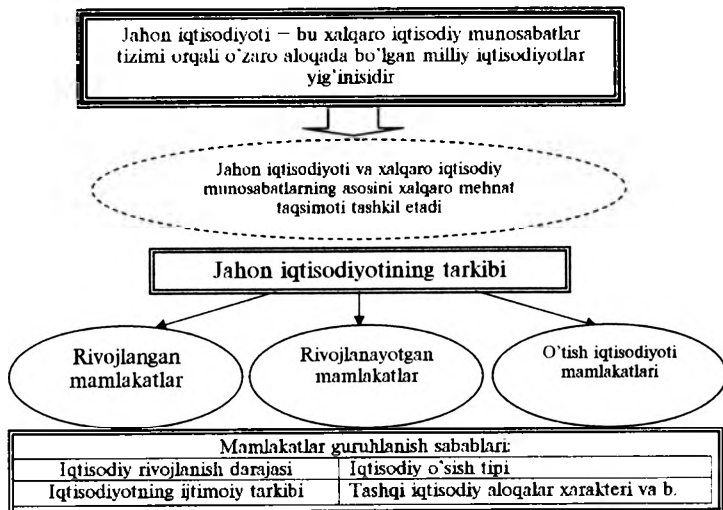 Jahon iqtisodiyoti – bu xalqaro iqtisodiy munosabatlar
tizimi orqali o`zaro aloqada bo`lgan milliy iqtisodiyotlar
yig`inisidir
Jahon iqtisodiyoti va xalqaro iqtisodiy
munosabatlarning asosini xalqaro mehnat
taqsimoti tashkil etadi
Jahon iqtisodiyotining tarkibi
Rivojlangan
mamlakatlar
Rivojlanayotgan
mamlakatlar
O`tish iqtisodiyoti
mamlakatlari
Mamlakatlar guruhlanish sabablari:
Iqtisodiy rivojlanish darajasi
Iqtisodiy o`sish tipi
Iqtisodiyotning ijtimoiy tarkibi
Tashqi iqtisodiy aloqalar xarakteri va b.